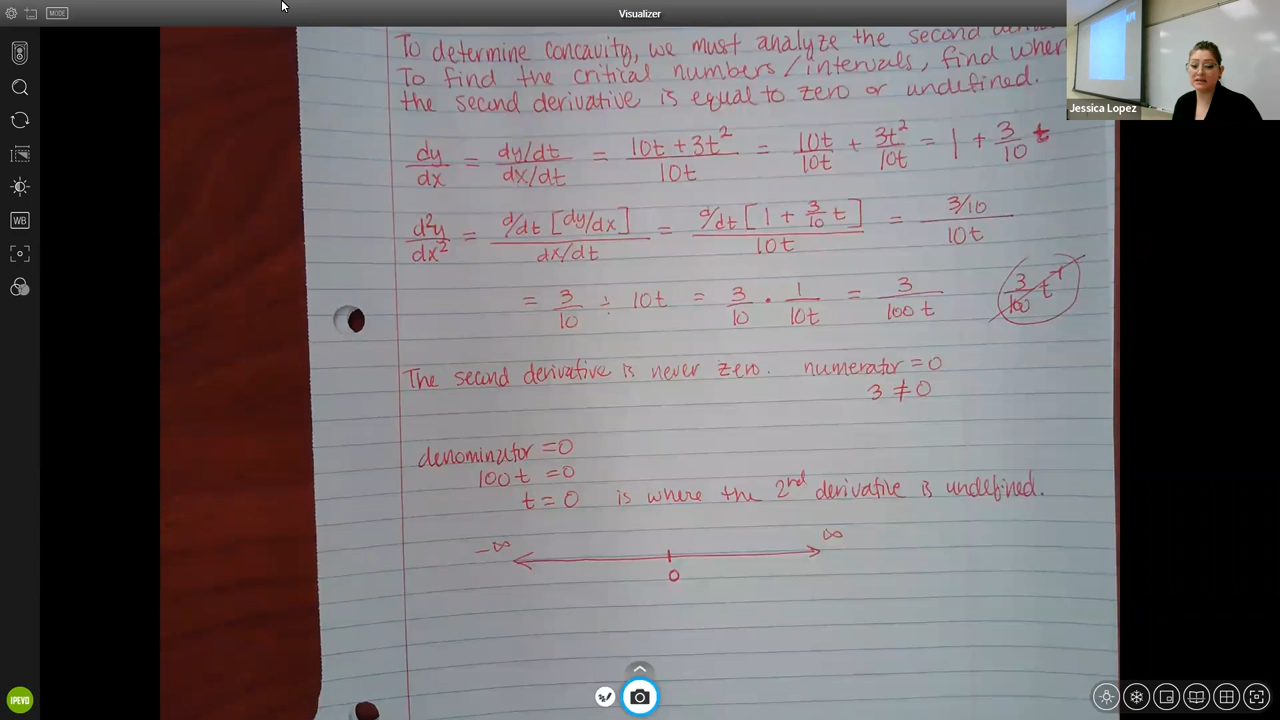 MODE
Visualizer
Jessica Lopez
To determine concavity, we must analyze the second
To find the critical numbers/intervals, find wher
the second derivative is equal to zero or undefined.
dy/dx = (dy/dt)/(dx/dt) = (10t + 3t²)/(10t) = 10t/10t + 3t²/10t = 1 + 3/10 t
d²y/dx² = (d/dt [dy/dx])/(dx/dt) = (d/dt [1 + 3/10 t])/(10t) = (3/10)/(10t)
= 3/10 ÷ 10t = 3/10 · 1/10t = 3/100t 3/100 t⁻¹
The second derivative is never zero. numerator = 0
3 ≠ 0
denominator = 0
100t = 0
t = 0 is where the 2nd derivative is undefined.
-∞ ∞
0
WB
IPEVO